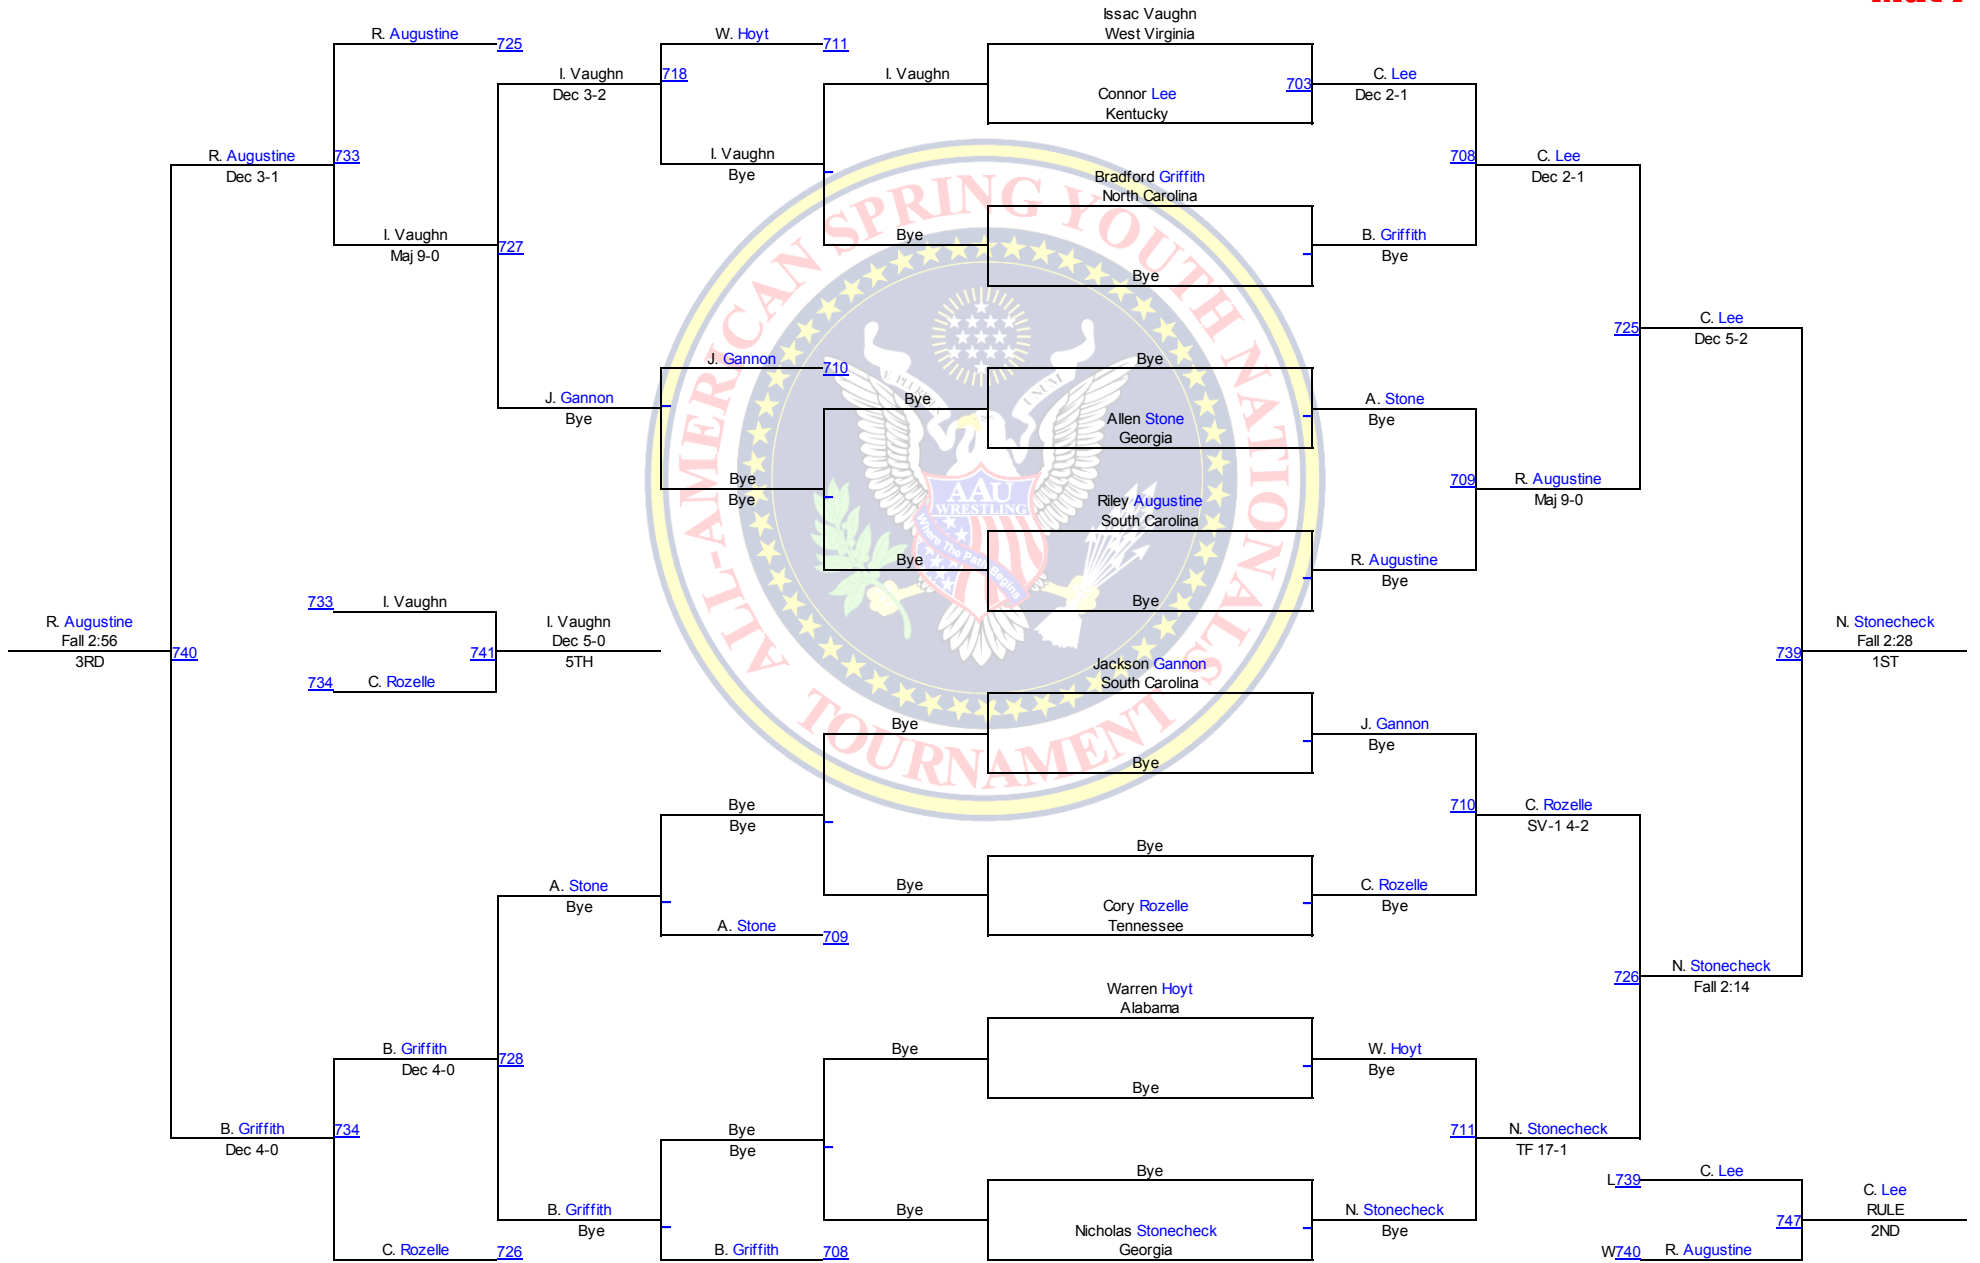 Issac Vaughn
West Virginia
R. Augustine
725
W. Hoyt
711
I. Vaughn
Dec 3-2
718
I. Vaughn
Connor Lee
Kentucky
703
C. Lee
Dec 2-1
R. Augustine
Dec 3-1
733
I. Vaughn
Bye
Bradford Griffith
North Carolina
708
C. Lee
Dec 2-1
I. Vaughn
Maj 9-0
727
Bye
Bye
B. Griffith
Bye
725
C. Lee
Dec 5-2
J. Gannon
710
Bye
J. Gannon
Bye
Bye
Allen Stone
Georgia
A. Stone
Bye
Bye
Bye
Riley Augustine
South Carolina
709
R. Augustine
Maj 9-0
Bye
Bye
R. Augustine
Bye
733
I. Vaughn
R. Augustine
Fall 2:56
3RD
740
741
I. Vaughn
Dec 5-0
5TH
734
C. Rozelle
Jackson Gannon
South Carolina
739
N. Stonecheck
Fall 2:28
1ST
Bye
Bye
J. Gannon
Bye
Bye
Bye
710
C. Rozelle
SV-1 4-2
A. Stone
Bye
Bye
Bye
Cory Rozelle
Tennessee
C. Rozelle
Bye
A. Stone
709
Warren Hoyt
Alabama
726
N. Stonecheck
Fall 2:14
B. Griffith
Dec 4-0
728
Bye
Bye
W. Hoyt
Bye
B. Griffith
Dec 4-0
734
Bye
Bye
711
N. Stonecheck
TF 17-1
B. Griffith
Bye
Bye
Bye
Nicholas Stonecheck
Georgia
N. Stonecheck
Bye
L739
C. Lee
747
C. Lee
RULE
2ND
C. Rozelle
726
B. Griffith
708
W740
R. Augustine
ALL-AMERICAN SPRING YOUTH NATIONALS
TOURNAMENT
UNUM
AAU
WRESTLING
Where The Path Begins